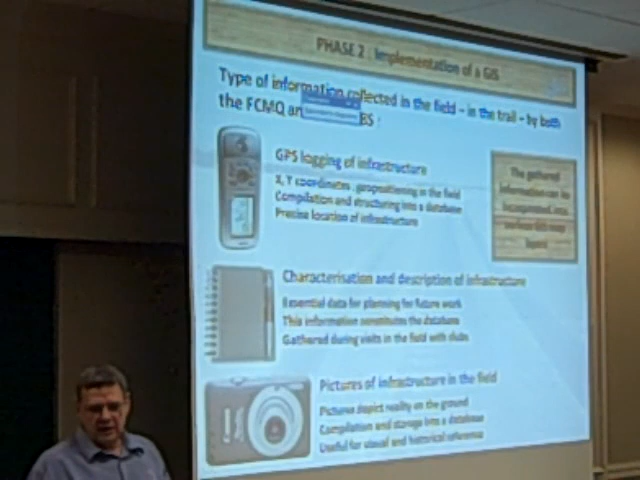 PHASE 2 : Implementation of a GIS
Type of information collected in the field – in the trail – by both
the FCMQ an BS :
GPS logging of infrastructure
X, Y coordinates, geopositioning in the field
Compilation and structuring into a database
Precise location of infrastructure
The gathered
information can be
incorporated into
Characterisation and description of infrastructure
Essential data for planning for future work
This information constitutes the database
Gathered during visits in the field with clubs
Pictures of infrastructure in the field
Pictures depict reality on the ground
Compilation and storage into a database
Useful for visual and historical reference